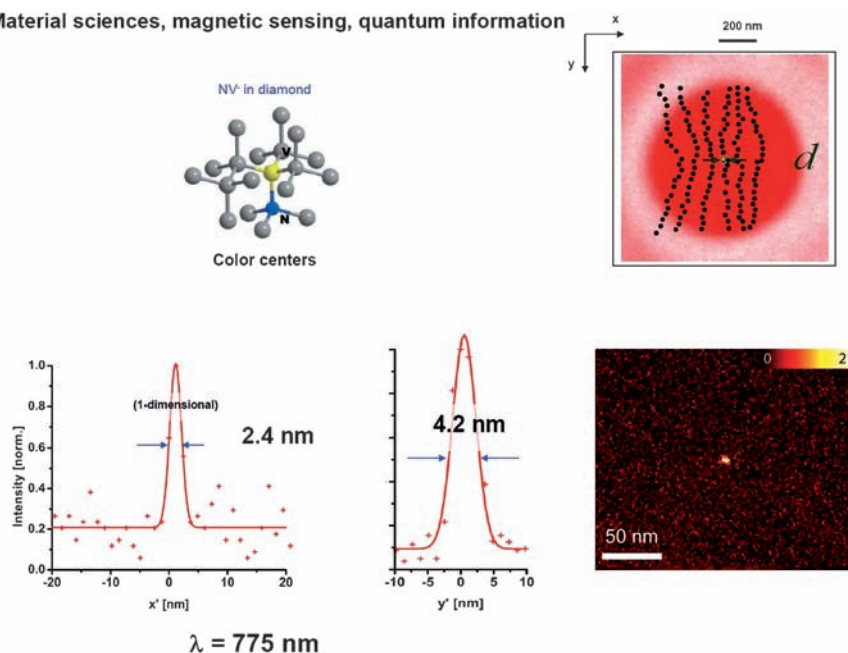 Material sciences, magnetic sensing, quantum information
x
200 nm
y
NV- in diamond
V
N
Color centers
d
1.0
0.8
0.6
0.4
0.2
0.0
Intensity [norm.]
(1-dimensional)
2.4 nm
-20 -10 0 10 20
x' [nm]
4.2 nm
-10 -5 0 5 10
y' [nm]
0 2
50 nm
λ = 775 nm